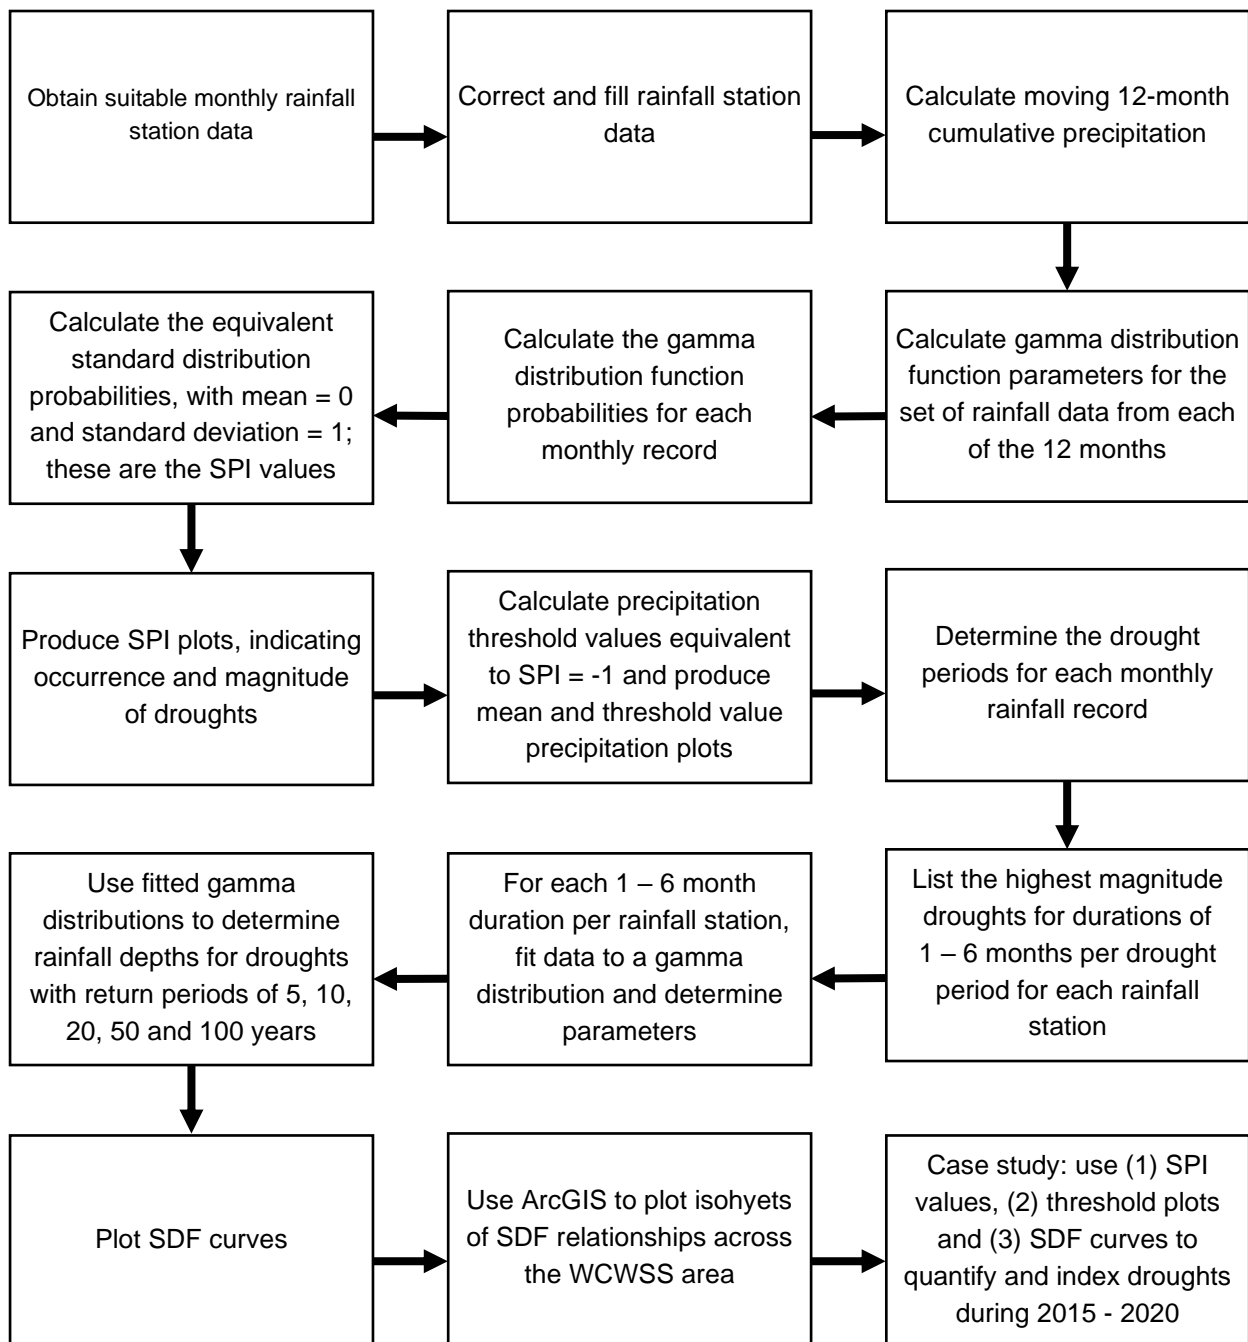 Obtain suitable monthly rainfall
station data
Correct and fill rainfall station
data
Calculate moving 12-month
cumulative precipitation
Calculate gamma distribution
function parameters for the
set of rainfall data from each
of the 12 months
Calculate the gamma
distribution function
probabilities for each
monthly record
Calculate the equivalent
standard distribution
probabilities, with mean = 0
and standard deviation = 1;
these are the SPI values
Produce SPI plots, indicating
occurrence and magnitude
of droughts
Calculate precipitation
threshold values equivalent
to SPI = -1 and produce
mean and threshold value
precipitation plots
Determine the drought
periods for each monthly
rainfall record
List the highest magnitude
droughts for durations of
1 – 6 months per drought
period for each rainfall
station
For each 1 – 6 month
duration per rainfall station,
fit data to a gamma
distribution and determine
parameters
Use fitted gamma
distributions to determine
rainfall depths for droughts
with return periods of 5, 10,
20, 50 and 100 years
Plot SDF curves
Use ArcGIS to plot isohyets
of SDF relationships across
the WCWSS area
Case study: use (1) SPI
values, (2) threshold plots
and (3) SDF curves to
quantify and index droughts
during 2015 - 2020